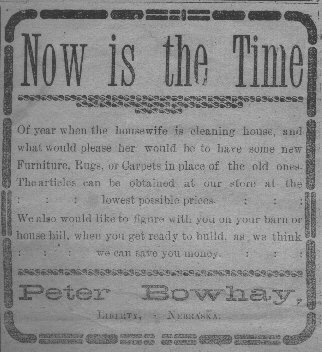 Now is the Time
Of year when the housewife is cleaning house, and
what would please her would be to have some new
Furniture, Rugs, or Carpets in place of the old ones.
The articles can be obtained at our store at the
: : : lowest possible prices. : : :
We also would like to figure with you on your barn or
house bill, when you get ready to build, as we think
: : : we can save you money. : : :
Peter Bowhay,
Liberty, : Nebraska.